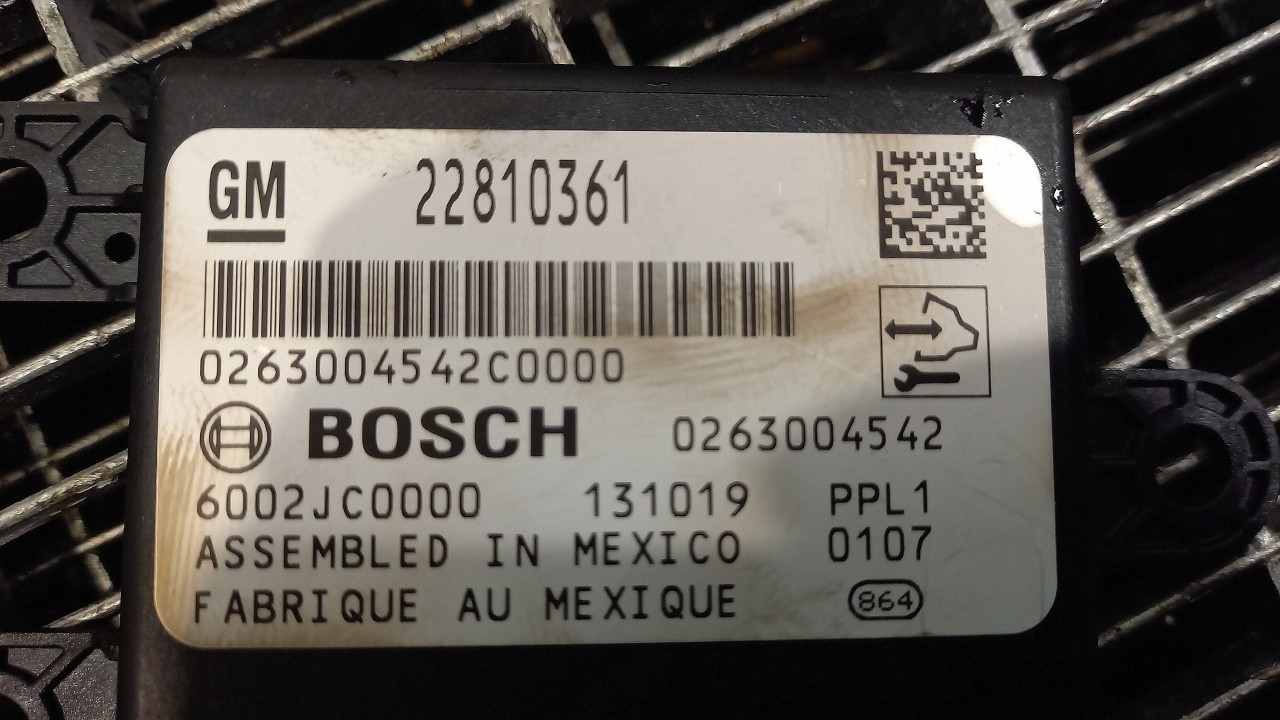 GM 22810361
0263004542C0000
BOSCH 0263004542
6002JC0000 131019 PPL1
ASSEMBLED IN MEXICO 0107
FABRIQUE AU MEXIQUE 864